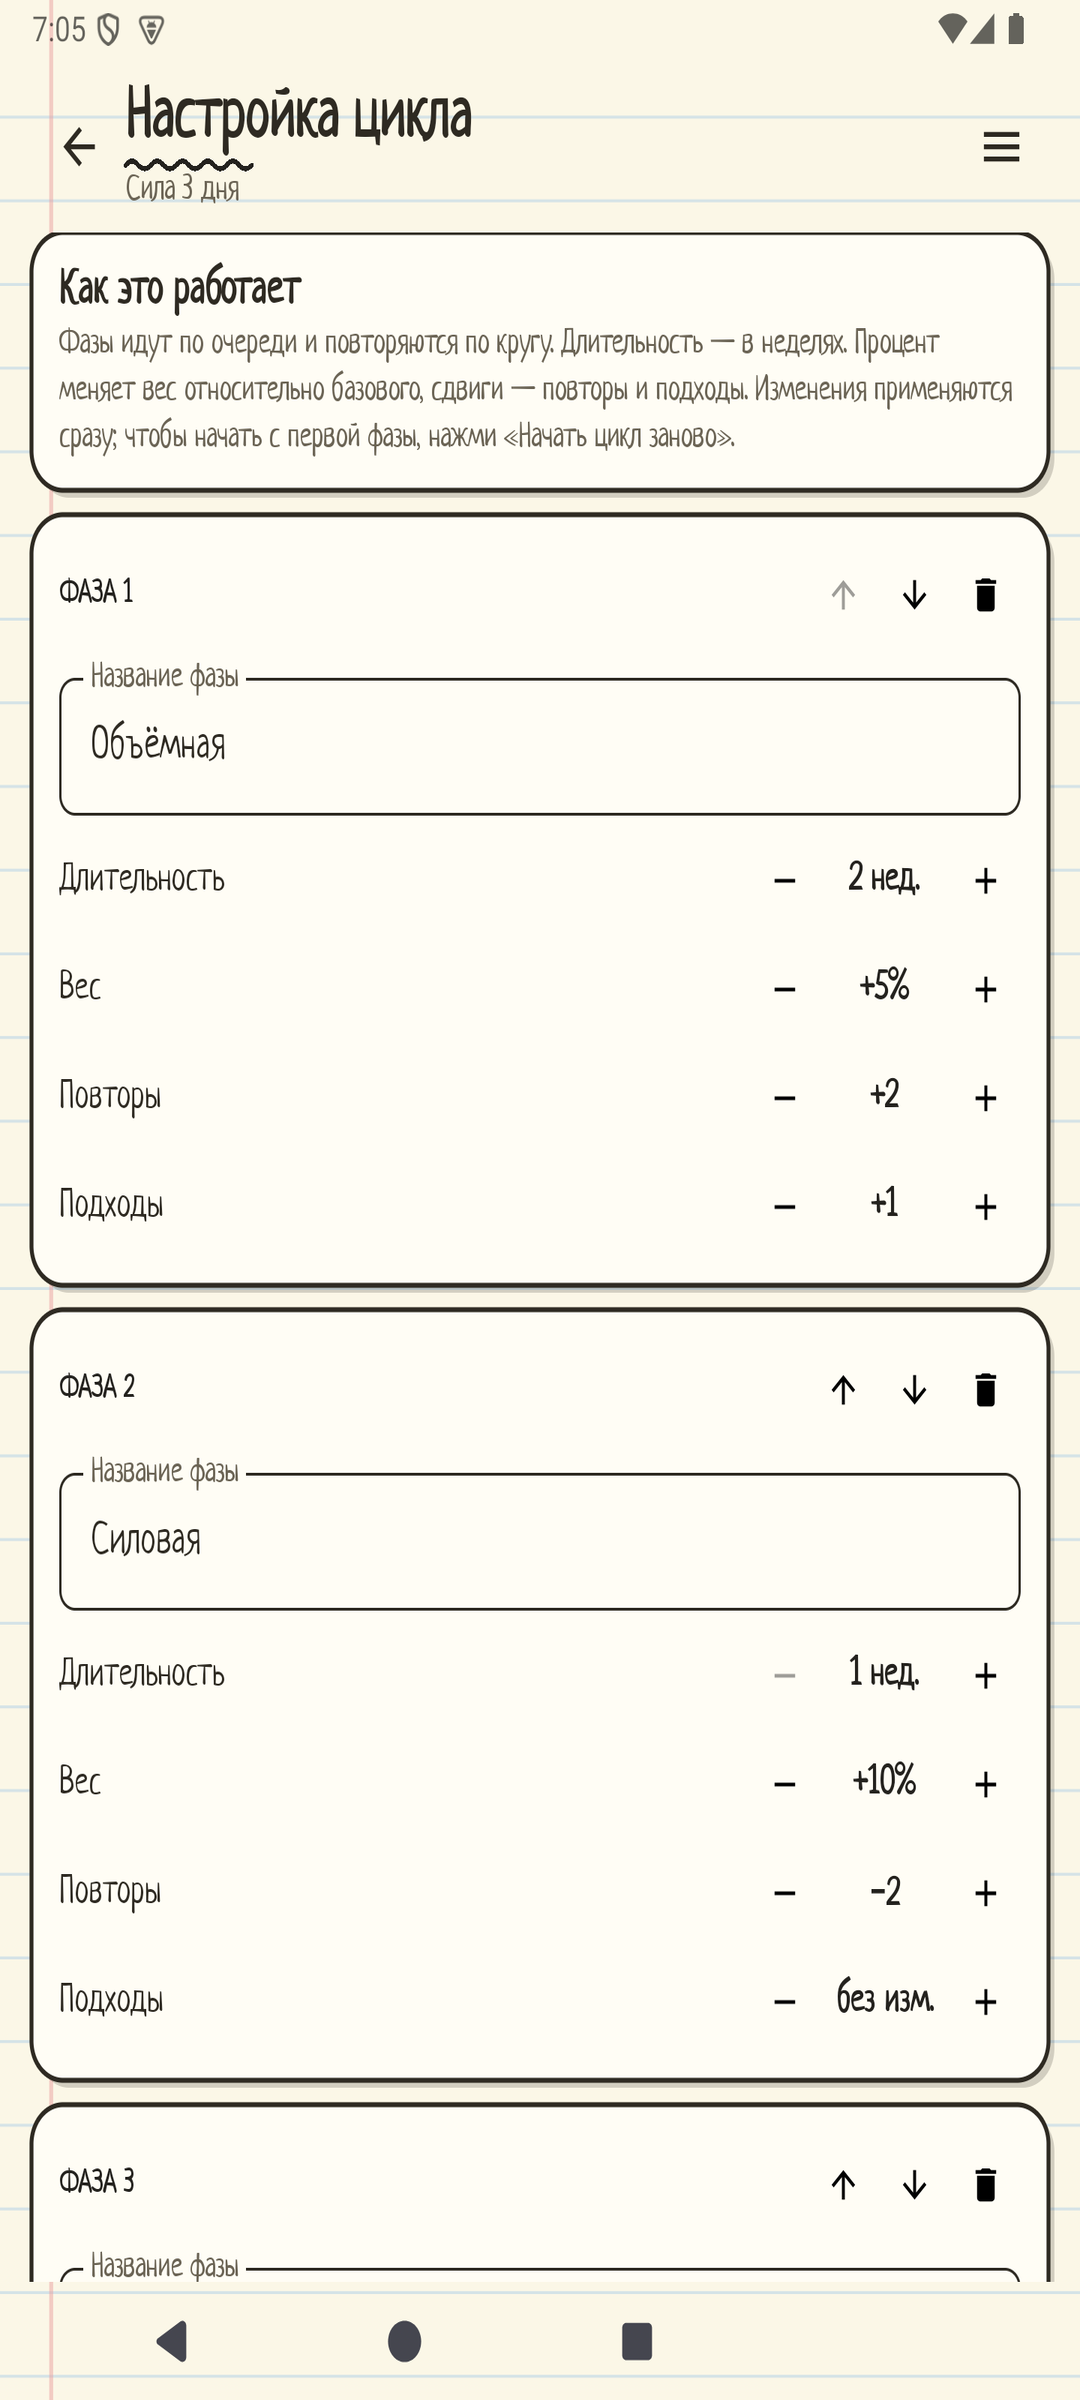 7:05
Настройка цикла
Сила 3 дня
Как это работает
Фазы идут по очереди и повторяются по кругу. Длительность — в неделях. Процент
меняет вес относительно базового, сдвиги — повторы и подходы. Изменения применяются
сразу; чтобы начать с первой фазы, нажми «Начать цикл заново».
ФАЗА 1
Название фазы
Объёмная
Длительность − 2 нед. +
Вес − +5% +
Повторы − +2 +
Подходы − +1 +
ФАЗА 2
Название фазы
Силовая
Длительность − 1 нед. +
Вес − +10% +
Повторы − −2 +
Подходы − без изм. +
ФАЗА 3
Название фазы